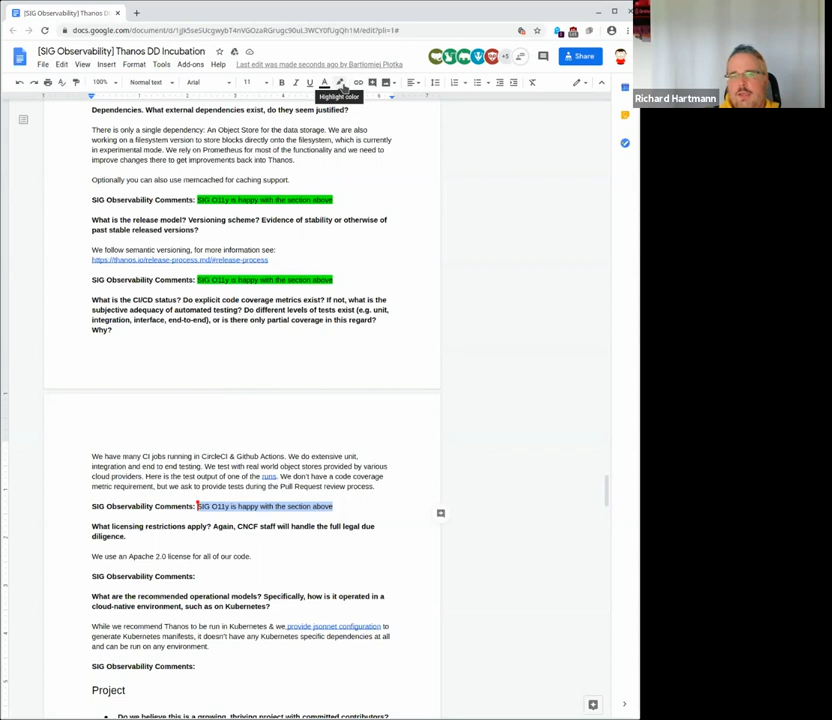 [SIG Observability] Thanos DD Incubation
docs.google.com/document/d/1jjk5seSUcgwybT4nVGOzaRGrugc90uL3WCY0fUgQh1M/edit?pli=1#
[SIG Observability] Thanos DD Incubation
File Edit View Insert Format Tools Add-ons Help Last edit was made seconds ago by Bartłomiej Płotka
+5
Share
100% Normal text Arial 11
Highlight color
Richard Hartmann
Dependencies. What external dependencies exist, do they seem justified?
There is only a single dependency: An Object Store for the data storage. We are also
working on a filesystem version to store blocks directly onto the filesystem, which is currently
in experimental mode. We rely on Prometheus for most of the functionality and we need to
improve changes there to get improvements back into Thanos.
Optionally you can also use memcached for caching support.
SIG Observability Comments: SIG O11y is happy with the section above
What is the release model? Versioning scheme? Evidence of stability or otherwise of
past stable released versions?
We follow semantic versioning, for more information see:
https://thanos.io/release-process.md/#release-process
SIG Observability Comments: SIG O11y is happy with the section above
What is the CI/CD status? Do explicit code coverage metrics exist? If not, what is the
subjective adequacy of automated testing? Do different levels of tests exist (e.g. unit,
integration, interface, end-to-end), or is there only partial coverage in this regard?
Why?
We have many CI jobs running in CircleCI & Github Actions. We do extensive unit,
integration and end to end testing. We test with real world object stores provided by various
cloud providers. Here is the test output of one of the runs. We don't have a code coverage
metric requirement, but we ask to provide tests during the Pull Request review process.
SIG Observability Comments: SIG O11y is happy with the section above
What licensing restrictions apply? Again, CNCF staff will handle the full legal due
diligence.
We use an Apache 2.0 license for all of our code.
SIG Observability Comments:
What are the recommended operational models? Specifically, how is it operated in a
cloud-native environment, such as on Kubernetes?
While we recommend Thanos to be run in Kubernetes & we provide jsonnet configuration to
generate Kubernetes manifests, it doesn't have any Kubernetes specific dependencies at all
and can be run on any environment.
SIG Observability Comments:
Project
Do we believe this is a growing, thriving project with committed contributors?